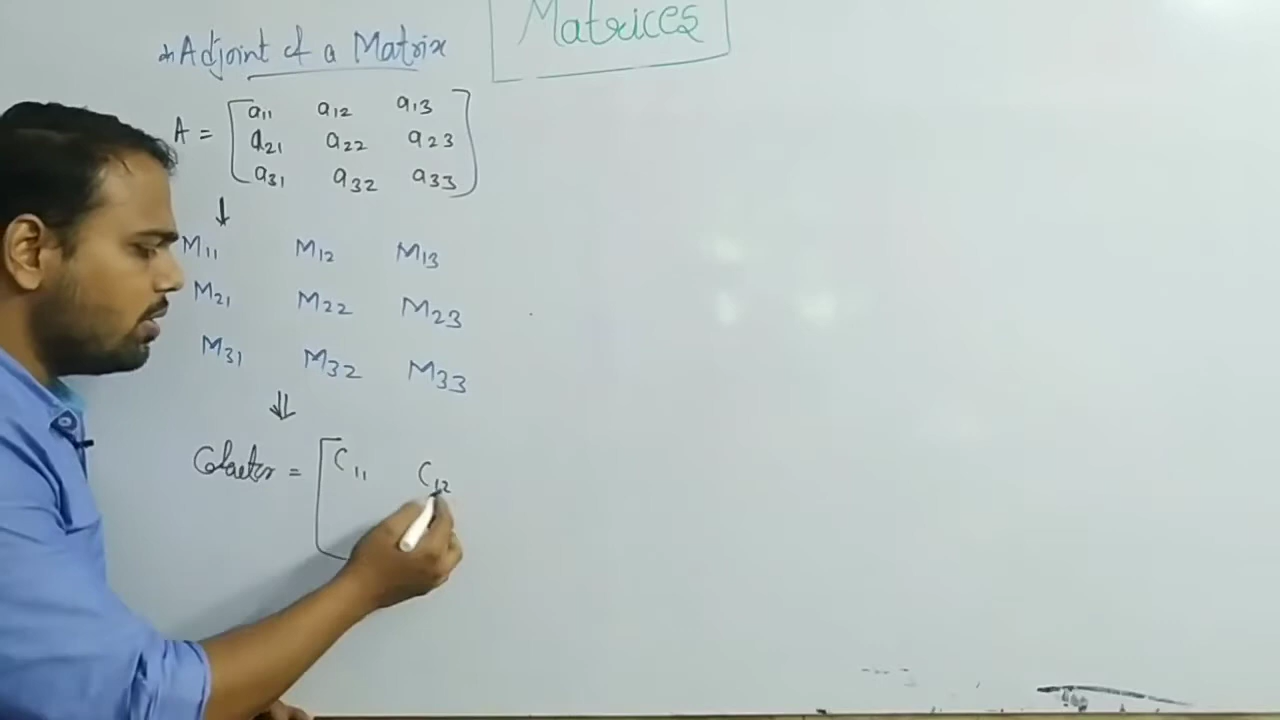 Matrices
Adjoint of a Matrix
A = [ a11 a12 a13
a21 a22 a23
a31 a32 a33 ]
↓
M11 M12 M13
M21 M22 M23
M31 M32 M33
⇓
Cofactor = [ C11 C12